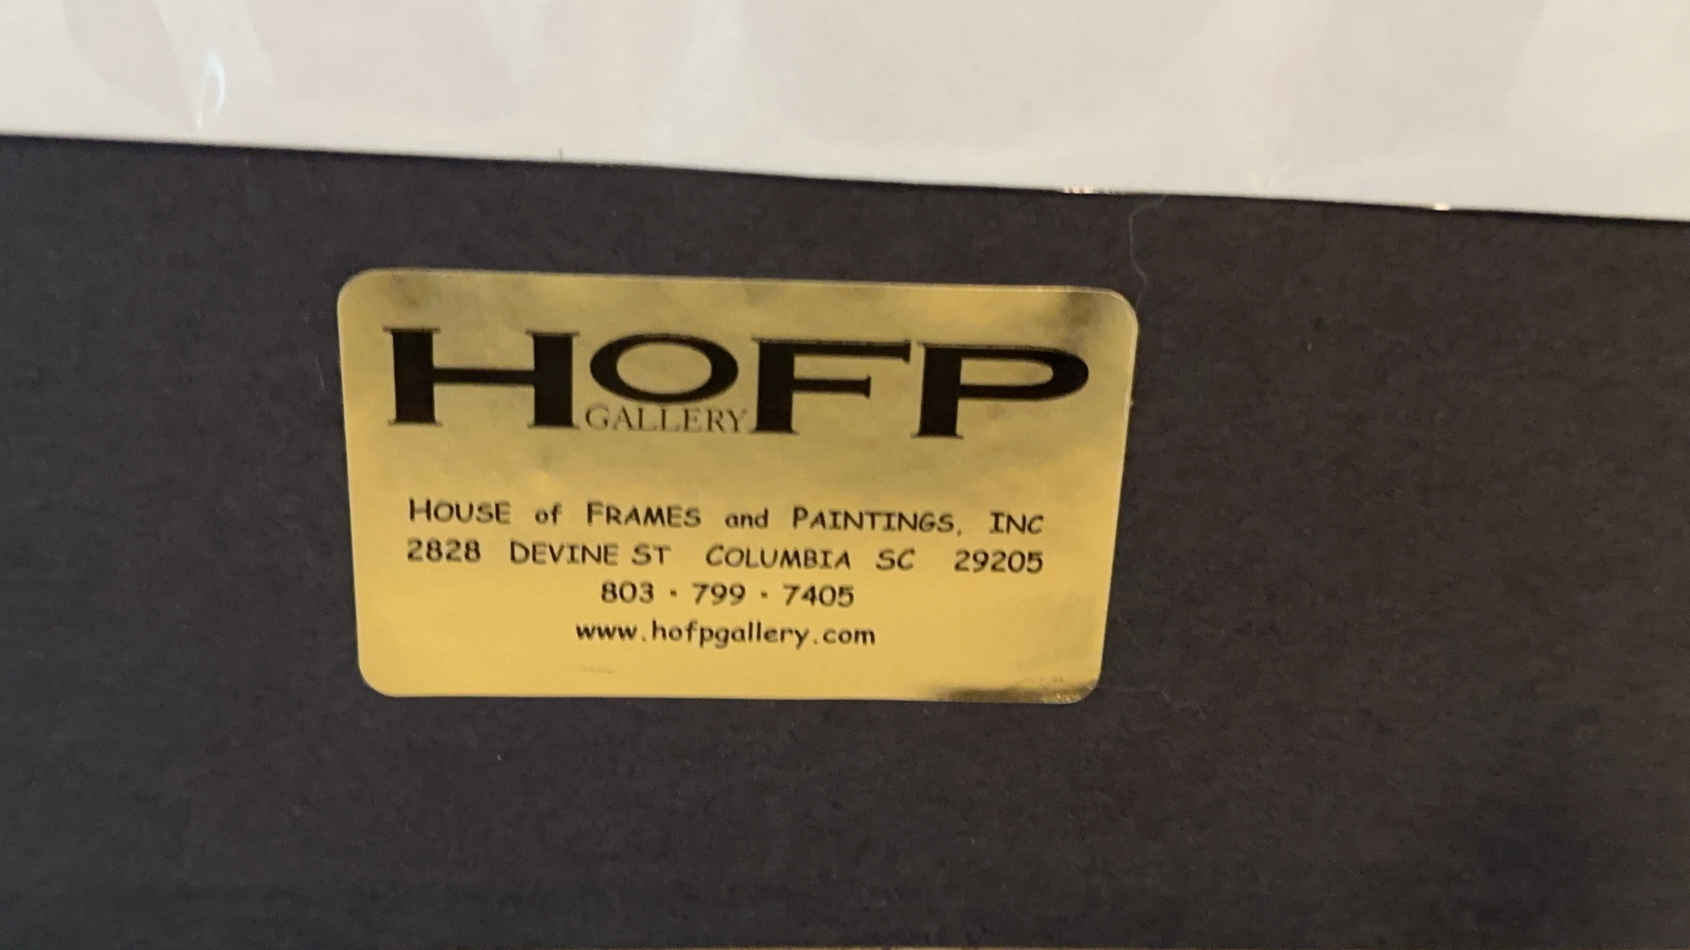 HOFP
GALLERY
HOUSE of FRAMES and PAINTINGS, INC
2828 DEVINE ST COLUMBIA SC 29205
803 · 799 · 7405
www.hofpgallery.com